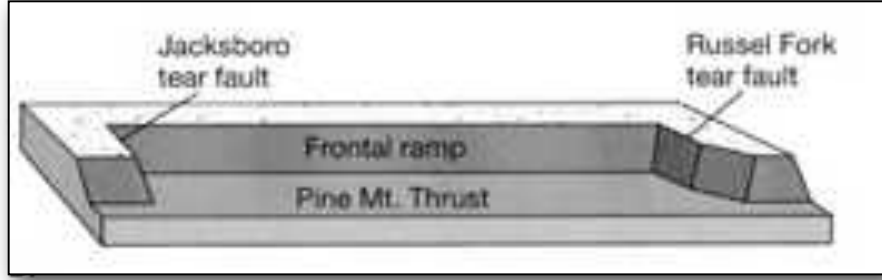 Jacksboro
tear fault
Russel Fork
tear fault
Frontal ramp
Pine Mt. Thrust